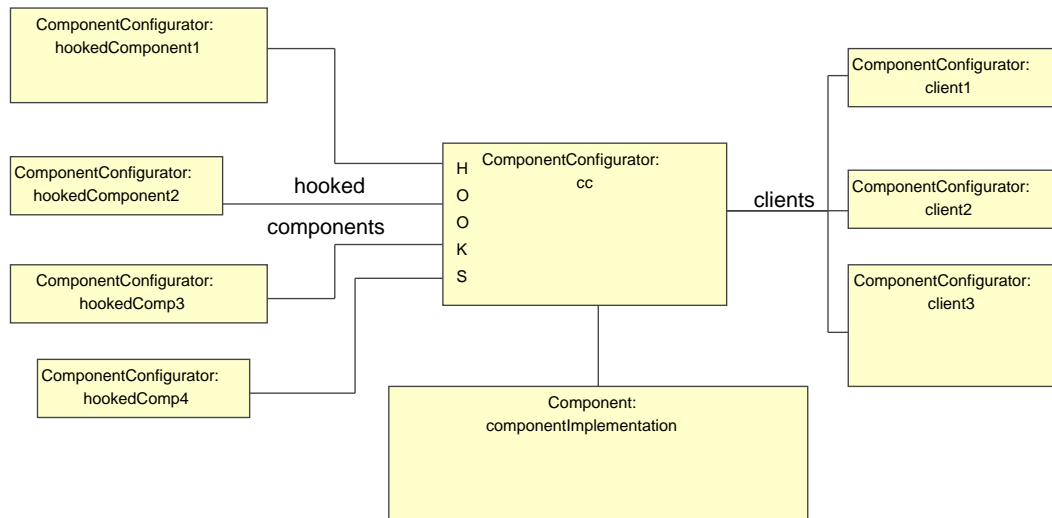 ComponentConfigurator:
hookedComponent1
ComponentConfigurator:
hookedComponent2
hooked
components
ComponentConfigurator:
hookedComp3
ComponentConfigurator:
hookedComp4
H
O
O
K
S
ComponentConfigurator:
cc
Component:
componentImplementation
clients
ComponentConfigurator:
client1
ComponentConfigurator:
client2
ComponentConfigurator:
client3